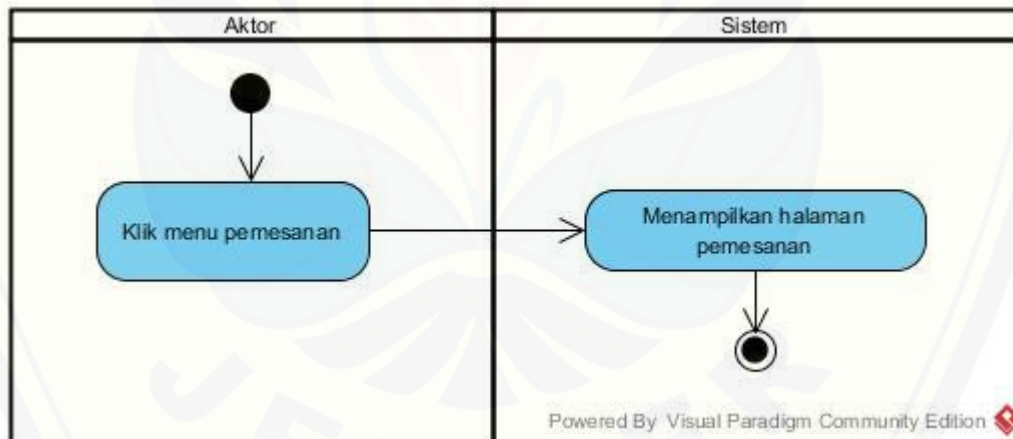 Aktor
Sistem
Klik menu pemesanan
Menampilkan halaman
pemesanan
Powered By Visual Paradigm Community Edition